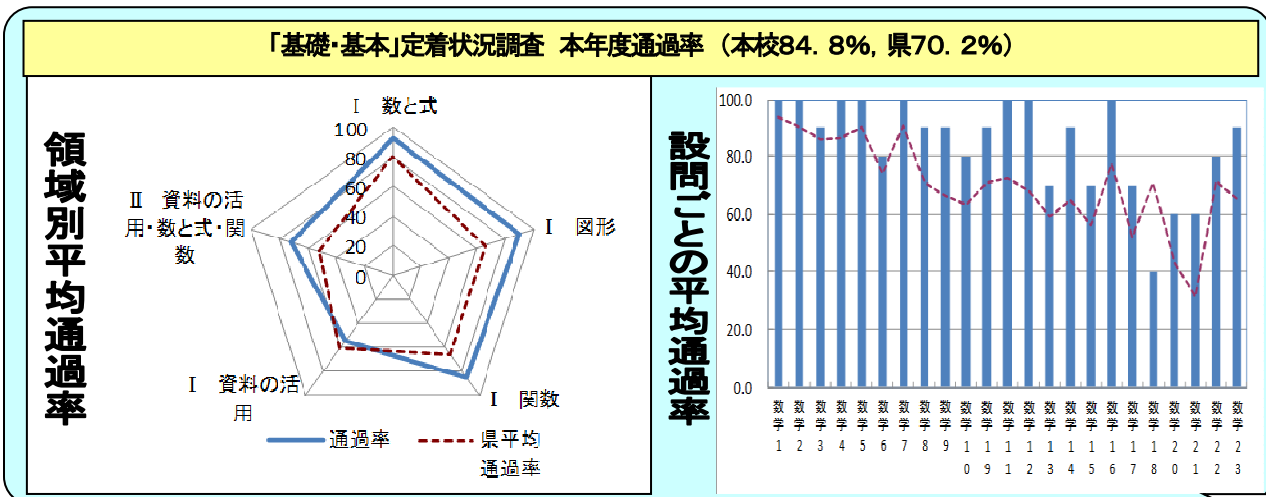 「基礎・基本」定着状況調査 本年度通過率 (本校84.8%, 県70.2%)
領域別平均通過率
Ⅰ 数と式
100
80
60
40
20
0
Ⅱ 資料の活
用・数と式・関
数
Ⅰ 図形
Ⅰ 資料の活
用
Ⅰ 関数
通過率
県平均
通過率
設問ごとの平均通過率
100.0
80.0
60.0
40.0
20.0
0.0
数学1
数学2
数学3
数学4
数学5
数学6
数学7
数学8
数学9
数学10
数学19
数学11
数学12
数学13
数学14
数学15
数学16
数学17
数学18
数学20
数学21
数学22
数学23